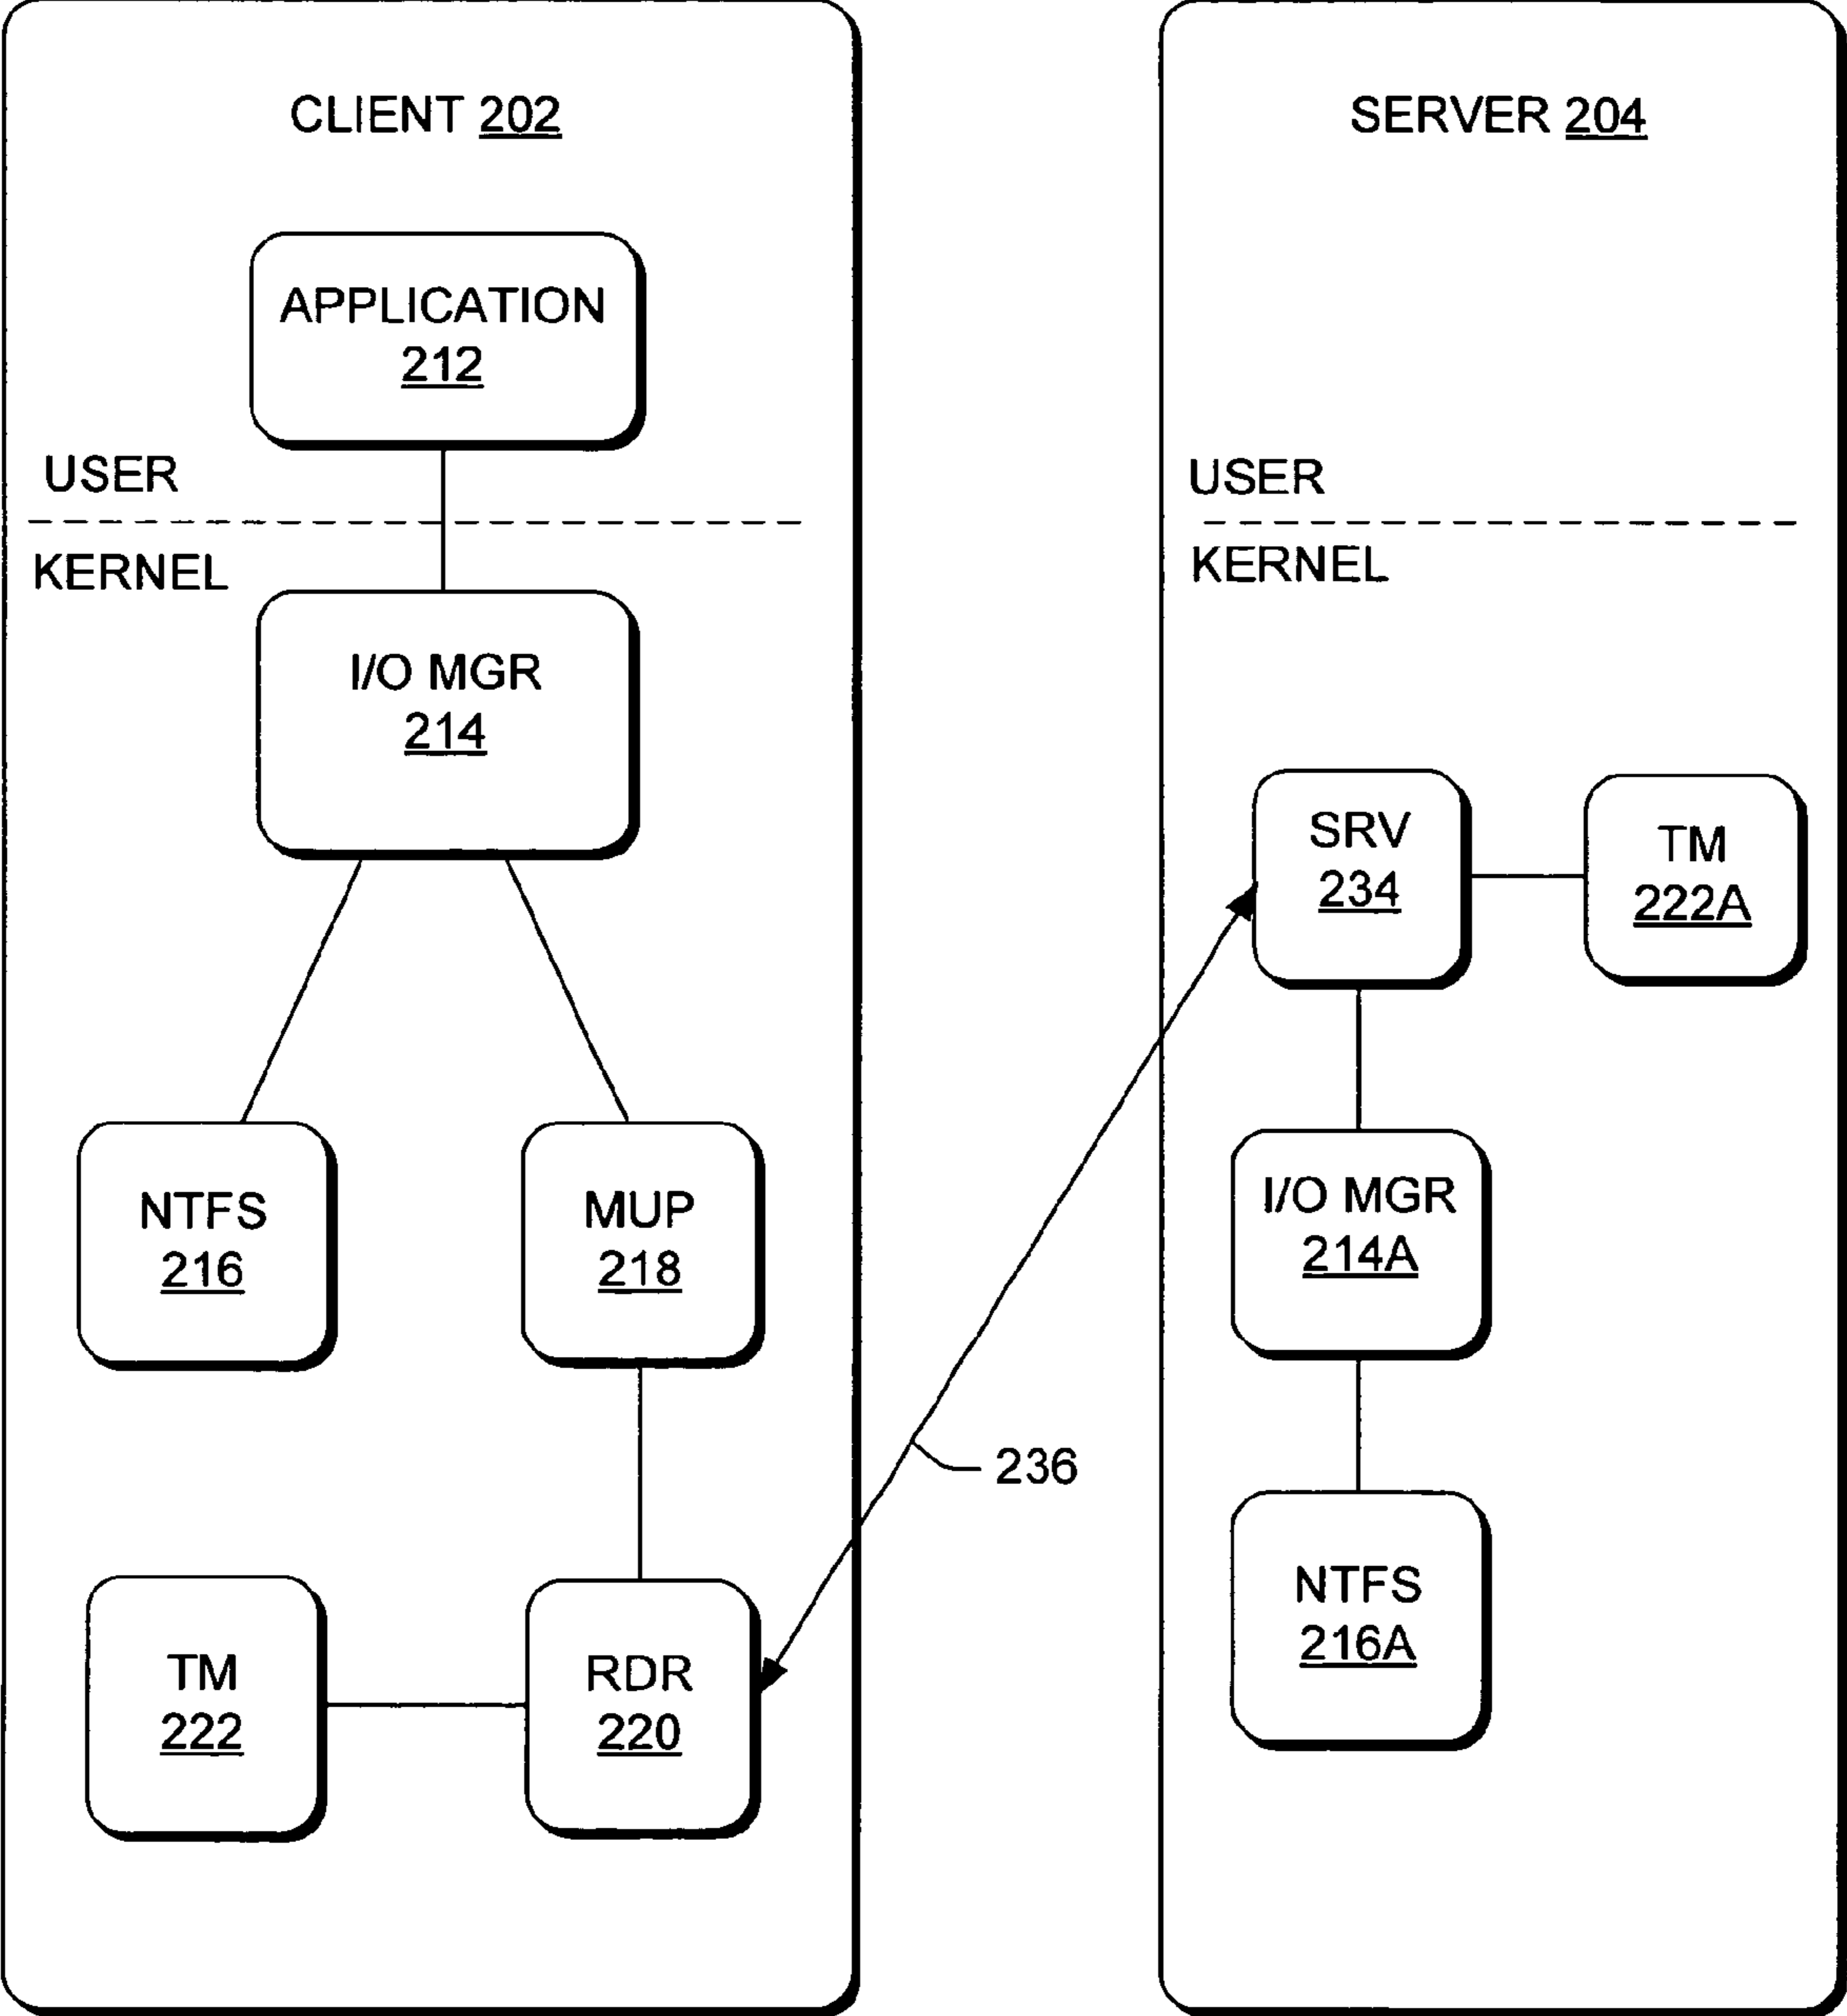 CLIENT 202
APPLICATION
212
USER
KERNEL
I/O MGR
214
NTFS
216
MUP
218
TM
222
RDR
220
236
SERVER 204
USER
KERNEL
SRV
234
TM
222A
I/O MGR
214A
NTFS
216A